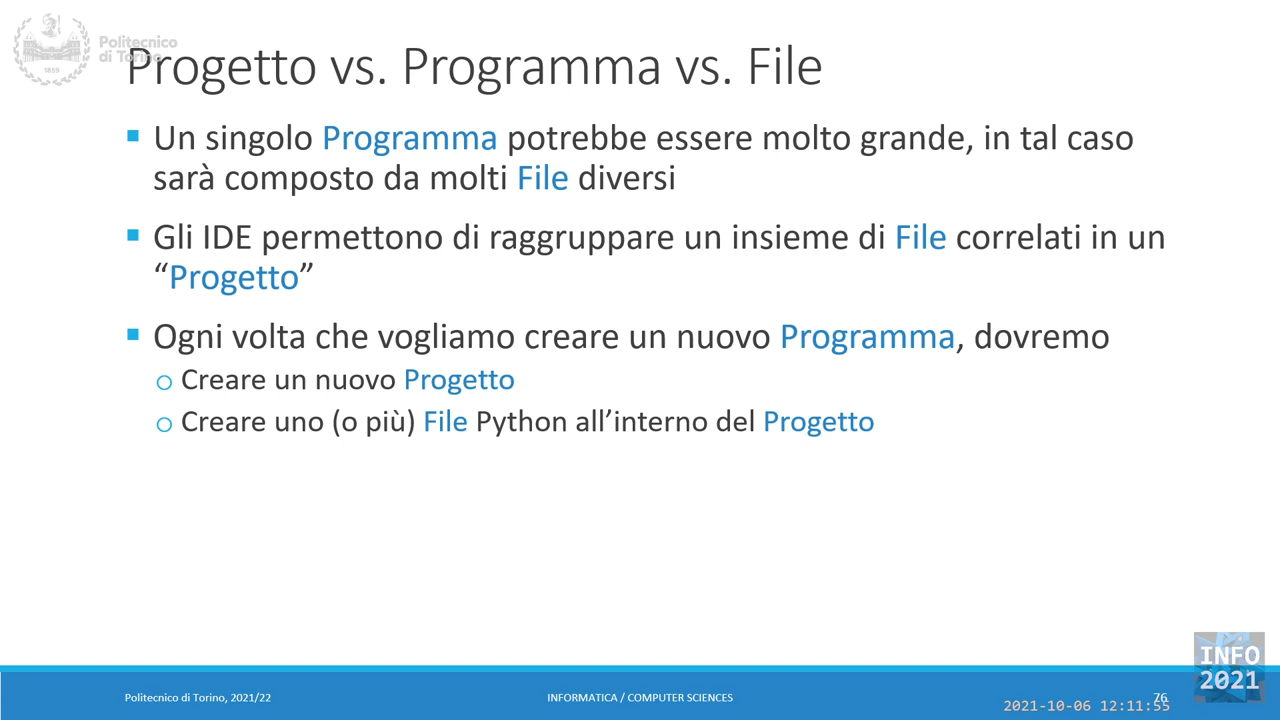 Politecnico
di Torino
1859
Progetto vs. Programma vs. File
▪ Un singolo Programma potrebbe essere molto grande, in tal caso
sarà composto da molti File diversi
▪ Gli IDE permettono di raggruppare un insieme di File correlati in un
“Progetto”
▪ Ogni volta che vogliamo creare un nuovo Programma, dovremo
o Creare un nuovo Progetto
o Creare uno (o più) File Python all’interno del Progetto
INFO
2021
Politecnico di Torino, 2021/22
INFORMATICA / COMPUTER SCIENCES
76
2021-10-06 12:11:55